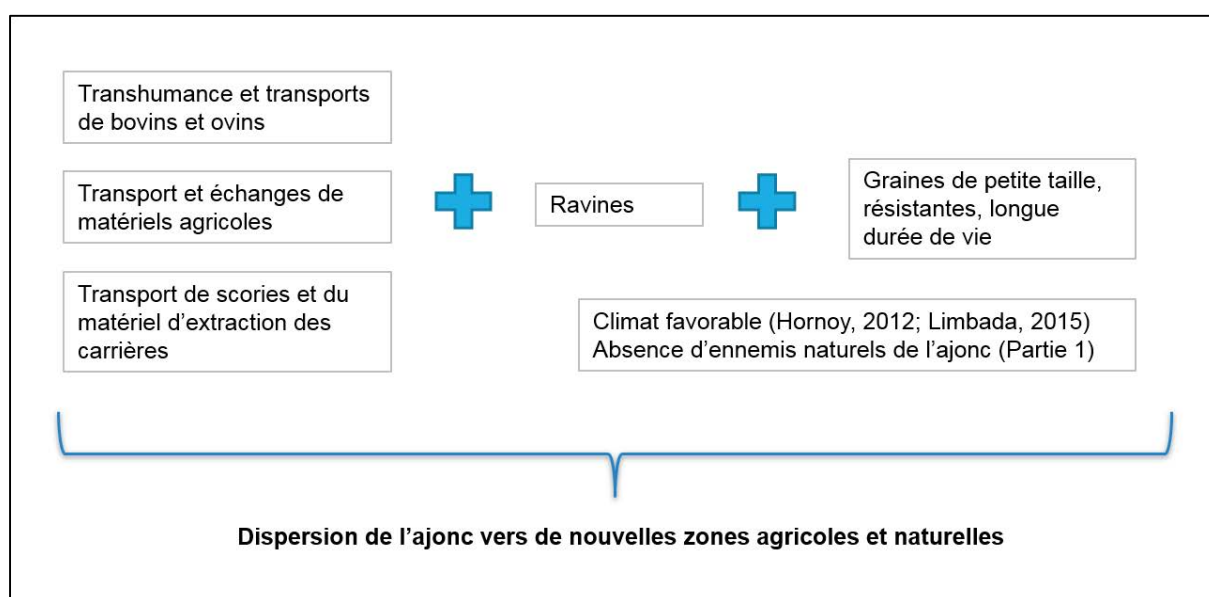 Transhumance et transports
de bovins et ovins
Transport et échanges de
matériels agricoles
Transport de scories et du
matériel d’extraction des
carrières
Ravines
Graines de petite taille,
résistantes, longue
durée de vie
Climat favorable (Hornoy, 2012; Limbada, 2015)
Absence d’ennemis naturels de l’ajonc (Partie 1)
Dispersion de l’ajonc vers de nouvelles zones agricoles et naturelles